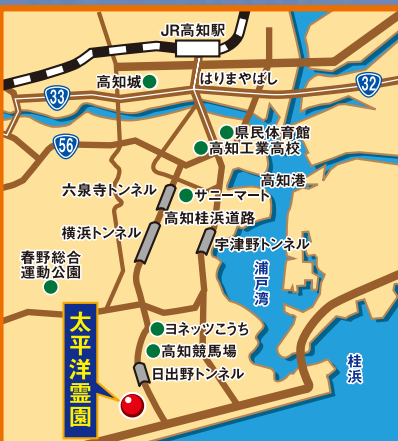 JR高知駅
高知城
はりまやばし
33
32
56
県民体育館
高知工業高校
六泉寺トンネル
サニーマート
高知港
高知桂浜道路
横浜トンネル
宇津野トンネル
春野総合
運動公園
浦戸湾
太平洋霊園
ヨネッツこうち
高知競馬場
日出野トンネル
桂浜